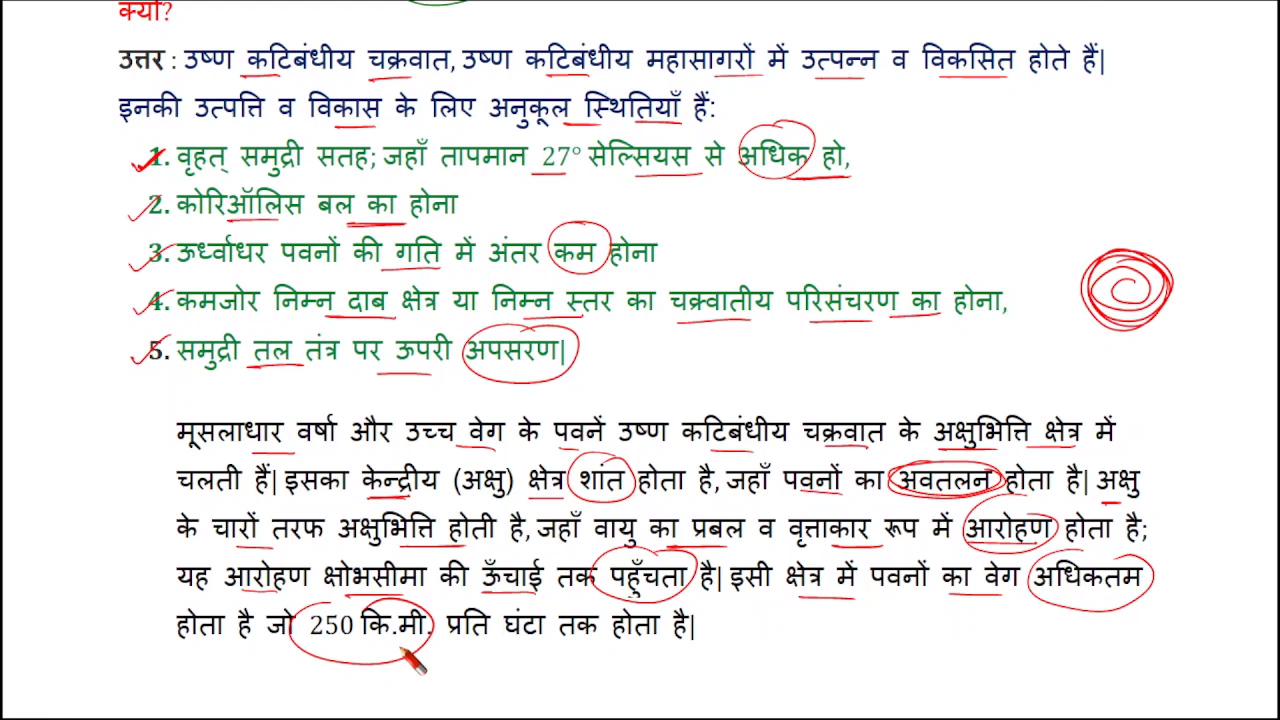 क्यों?
उत्तर : उष्ण कटिबंधीय चक्रवात, उष्ण कटिबंधीय महासागरों में उत्पन्न व विकसित होते हैं|
इनकी उत्पत्ति व विकास के लिए अनुकूल स्थितियाँ हैं:
1. वृहत् समुद्री सतह; जहाँ तापमान 27° सेल्सियस से अधिक हो,
2. कोरिऑलिस बल का होना
3. ऊर्ध्वाधर पवनों की गति में अंतर कम होना
4. कमजोर निम्न दाब क्षेत्र या निम्न स्तर का चक्रवातीय परिसंचरण का होना,
5. समुद्री तल तंत्र पर ऊपरी अपसरण|
मूसलाधार वर्षा और उच्च वेग के पवनें उष्ण कटिबंधीय चक्रवात के अक्षुभित्ति क्षेत्र में
चलती हैं| इसका केन्द्रीय (अक्षु) क्षेत्र शांत होता है, जहाँ पवनों का अवतलन होता है| अक्षु
के चारों तरफ अक्षुभित्ति होती है, जहाँ वायु का प्रबल व वृत्ताकार रूप में आरोहण होता है;
यह आरोहण क्षोभसीमा की ऊँचाई तक पहुँचता है| इसी क्षेत्र में पवनों का वेग अधिकतम
होता है जो 250 कि.मी. प्रति घंटा तक होता है|